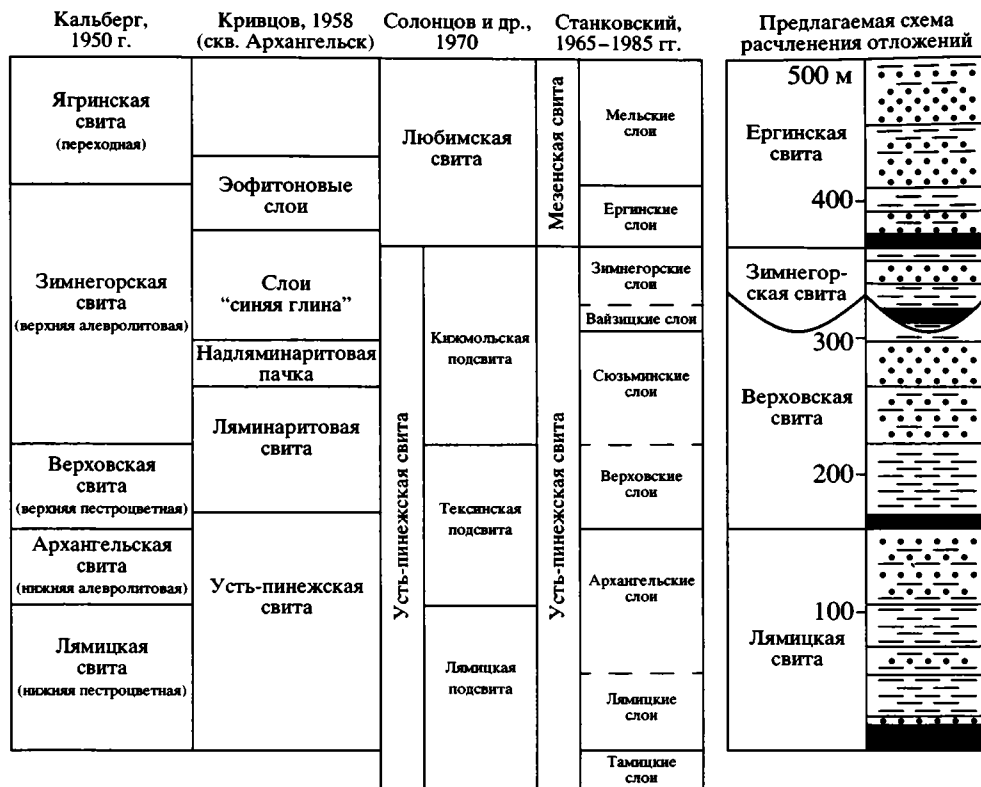 Кальберг,
1950 г.
Кривцов, 1958
(скв. Архангельск)
Солонцов и др.,
1970
Станковский,
1965–1985 гг.
Предлагаемая схема
расчленения отложений
Ягринская
свита
(переходная)
Зимнегорская
свита
(верхняя алевролитовая)
Верховская
свита
(верхняя пестроцветная)
Архангельская
свита
(нижняя алевролитовая)
Лямицкая
свита
(нижняя пестроцветная)
Эофитоновые
слои
Слои
“синяя глина”
Надляминаритовая
пачка
Ляминаритовая
свита
Усть-пинежская
свита
Любимская
свита
Усть-пинежская свита
Кижмольская
подсвита
Тексинская
подсвита
Лямицкая
подсвита
Мезенская свита
Усть-пинежская свита
Мельские
слои
Ергинские
слои
Зимнегорские
слои
Вайзицкие слои
Сюзьминские
слои
Верховские
слои
Архангельские
слои
Лямицкие
слои
Тамицкие
слои
500 м
Ергинская
свита
400
Зимнегор-
ская свита
300
Верховская
свита
200
100
Лямицкая
свита